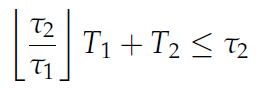 ⌊τ₂/τ₁⌋ T₁ + T₂ ≤ τ₂